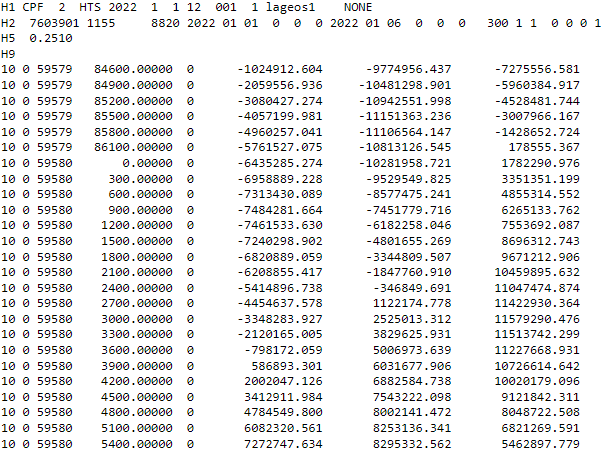 H1 CPF  2  HTS 2022  1  1 12  001  1 lageos1    NONE
H2  7603901 1155     8820 2022 01 01  0  0  0 2022 01 06  0  0  0   300 1 1  0 0 0 1
H5  0.2510
H9
10 0 59579   84600.00000  0      -1024912.604      -9774956.437      -7275556.581
10 0 59579   84900.00000  0      -2059556.936     -10481298.901      -5960384.917
10 0 59579   85200.00000  0      -3080427.274     -10942551.998      -4528481.744
10 0 59579   85500.00000  0      -4057199.981     -11151363.236      -3007966.167
10 0 59579   85800.00000  0      -4960257.041     -11106564.147      -1428652.724
10 0 59579   86100.00000  0      -5761527.075     -10813126.545        178555.367
10 0 59580       0.00000  0      -6435285.274     -10281958.721       1782290.976
10 0 59580     300.00000  0      -6958889.228      -9529549.825       3351351.199
10 0 59580     600.00000  0      -7313430.089      -8577475.241       4855314.552
10 0 59580     900.00000  0      -7484281.664      -7451779.716       6265133.762
10 0 59580    1200.00000  0      -7461533.630      -6182258.046       7553692.087
10 0 59580    1500.00000  0      -7240298.902      -4801655.269       8696312.743
10 0 59580    1800.00000  0      -6820889.059      -3344809.507       9671212.906
10 0 59580    2100.00000  0      -6208855.417      -1847760.910      10459895.632
10 0 59580    2400.00000  0      -5414896.738       -346849.691      11047474.874
10 0 59580    2700.00000  0      -4454637.578       1122174.778      11422930.364
10 0 59580    3000.00000  0      -3348283.927       2525013.312      11579290.476
10 0 59580    3300.00000  0      -2120165.005       3829625.931      11513742.299
10 0 59580    3600.00000  0       -798172.059       5006973.639      11227668.931
10 0 59580    3900.00000  0        586893.301       6031677.906      10726614.642
10 0 59580    4200.00000  0       2002047.126       6882584.738      10020179.096
10 0 59580    4500.00000  0       3412911.984       7543222.098       9121842.311
10 0 59580    4800.00000  0       4784549.800       8002141.472       8048722.508
10 0 59580    5100.00000  0       6082320.561       8253136.341       6821269.591
10 0 59580    5400.00000  0       7272747.634       8295332.562       5462897.779